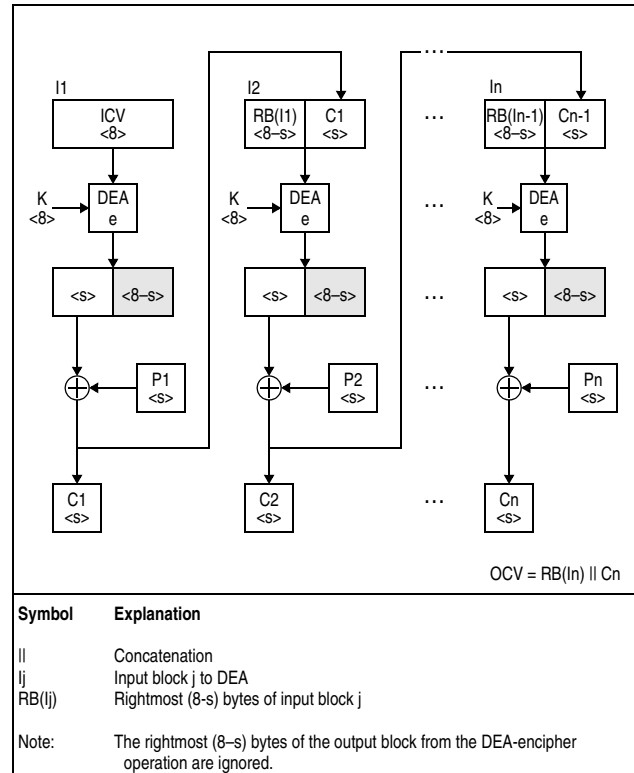 ...
I1 I2 In
ICV RB(I1) C1 RB(In-1) Cn-1
<8> <8–s> <s> ... <8–s> <s>
K DEA K DEA K DEA
<8> e <8> e ... <8> e
<s> <8–s> <s> <8–s> ... <s> <8–s>
P1 P2 ... Pn
<s> <s> <s>
C1 C2 ... Cn
<s> <s> <s>
OCV = RB(In) || Cn
Symbol Explanation
|| Concatenation
Ij Input block j to DEA
RB(Ij) Rightmost (8-s) bytes of input block j
Note: The rightmost (8–s) bytes of the output block from the DEA-encipher
operation are ignored.